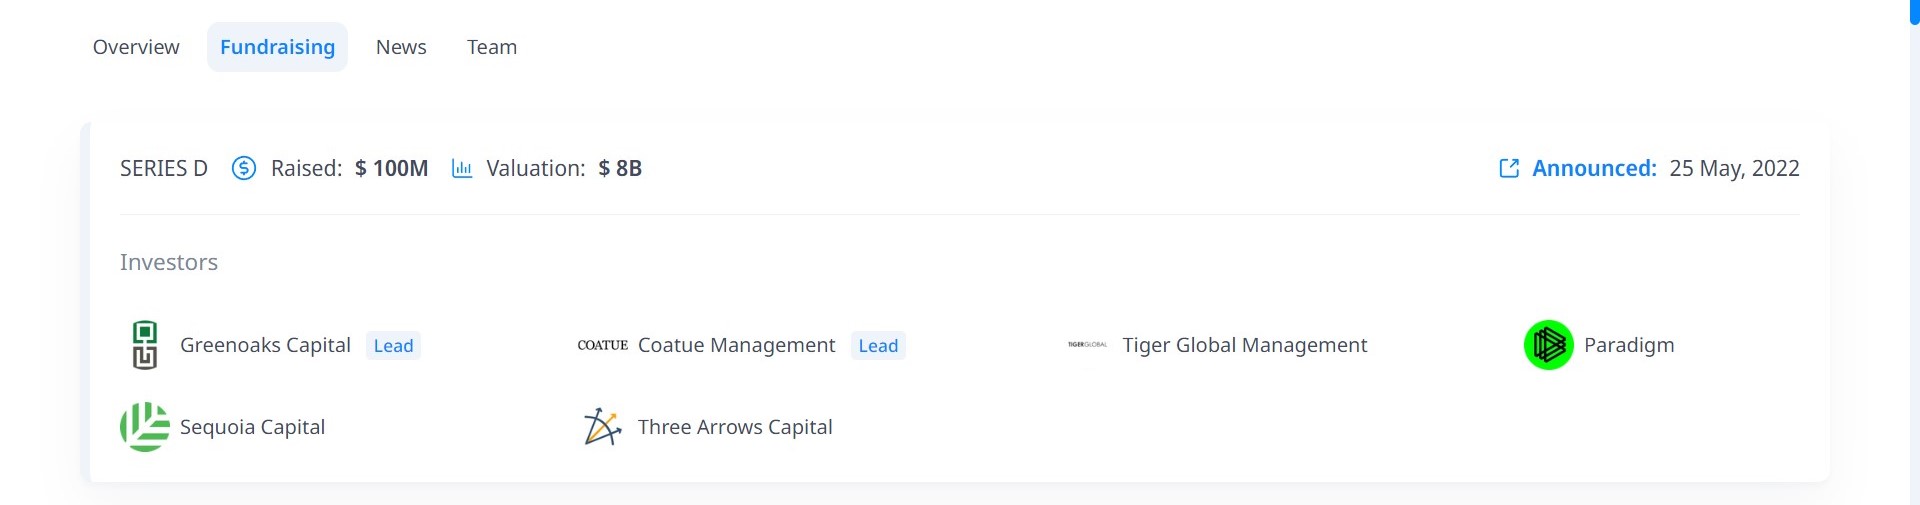 Overview Fundraising News Team
SERIES D Raised: $ 100M Valuation: $ 8B Announced: 25 May, 2022
Investors
Greenoaks Capital Lead COATUE Coatue Management Lead TIGERGLOBAL Tiger Global Management Paradigm
Sequoia Capital Three Arrows Capital